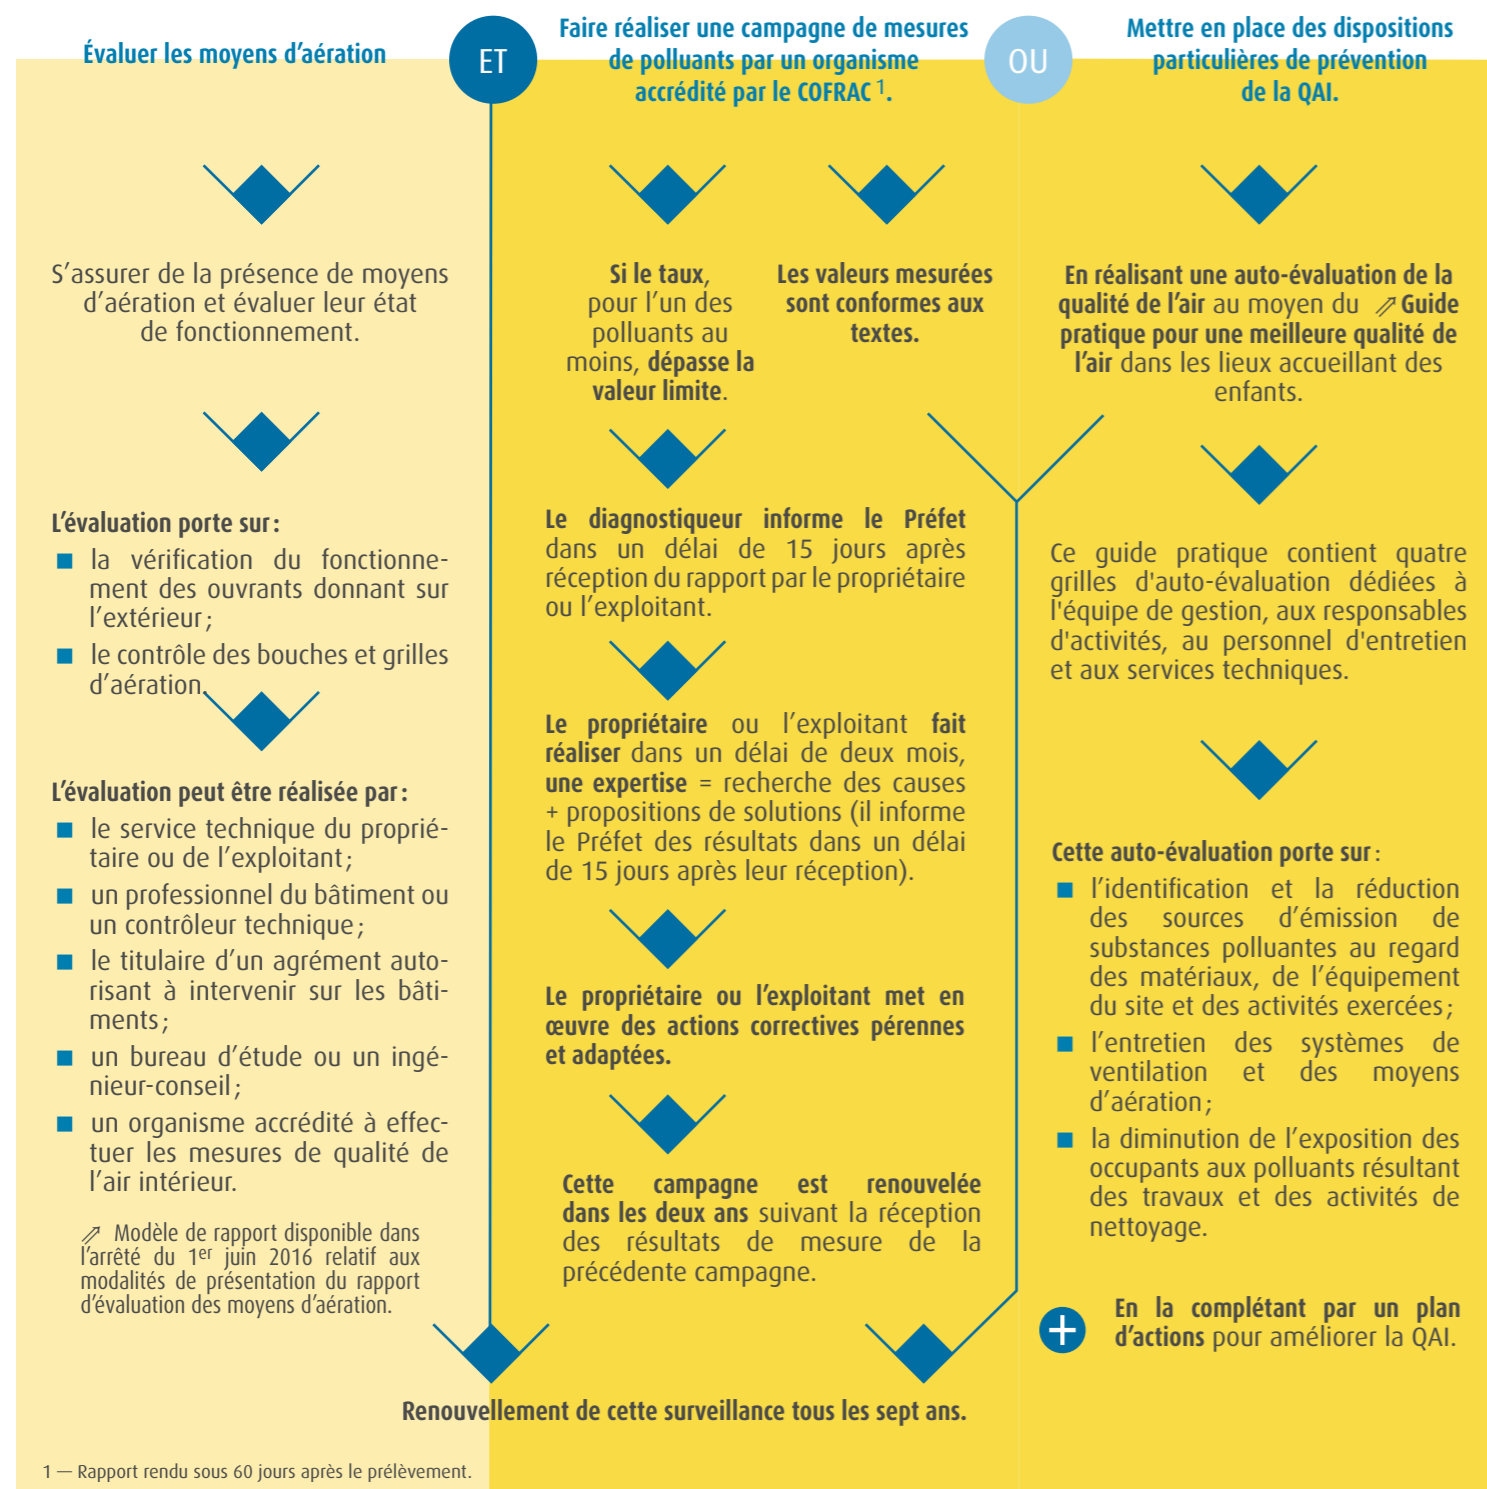 Évaluer les moyens d’aération
ET
Faire réaliser une campagne de mesures
de polluants par un organisme
accrédité par le COFRAC 1.
OU
Mettre en place des dispositions
particulières de prévention
de la QAI.
S’assurer de la présence de moyens
d’aération et évaluer leur état
de fonctionnement.
L’évaluation porte sur :
■ la vérification du fonctionne-
ment des ouvrants donnant sur
l’extérieur ;
■ le contrôle des bouches et grilles
d’aération.
L’évaluation peut être réalisée par :
■ le service technique du proprié-
taire ou de l’exploitant ;
■ un professionnel du bâtiment ou
un contrôleur technique ;
■ le titulaire d’un agrément auto-
risant à intervenir sur les bâti-
ments ;
■ un bureau d’étude ou un ingé-
nieur-conseil ;
■ un organisme accrédité à effec-
tuer les mesures de qualité de
l’air intérieur.
⇗ Modèle de rapport disponible dans
l’arrêté du 1er juin 2016 relatif aux
modalités de présentation du rapport
d’évaluation des moyens d’aération.
Si le taux,
pour l’un des
polluants au
moins, dépasse la
valeur limite.
Les valeurs mesurées
sont conformes aux
textes.
Le diagnostiqueur informe le Préfet
dans un délai de 15 jours après
réception du rapport par le propriétaire
ou l’exploitant.
Le propriétaire ou l’exploitant fait
réaliser dans un délai de deux mois,
une expertise = recherche des causes
+ propositions de solutions (il informe
le Préfet des résultats dans un délai
de 15 jours après leur réception).
Le propriétaire ou l’exploitant met en
œuvre des actions correctives pérennes
et adaptées.
Cette campagne est renouvelée
dans les deux ans suivant la réception
des résultats de mesure de la
précédente campagne.
En réalisant une auto-évaluation de la
qualité de l’air au moyen du ⇗ Guide
pratique pour une meilleure qualité de
l’air dans les lieux accueillant des
enfants.
Ce guide pratique contient quatre
grilles d'auto-évaluation dédiées à
l'équipe de gestion, aux responsables
d'activités, au personnel d'entretien
et aux services techniques.
Cette auto-évaluation porte sur :
■ l’identification et la réduction
des sources d’émission de
substances polluantes au regard
des matériaux, de l’équipement
du site et des activités exercées ;
■ l’entretien des systèmes de
ventilation et des moyens
d’aération ;
■ la diminution de l’exposition des
occupants aux polluants résultant
des travaux et des activités de
nettoyage.
+ En la complétant par un plan
d’actions pour améliorer la QAI.
Renouvellement de cette surveillance tous les sept ans.
1 — Rapport rendu sous 60 jours après le prélèvement.